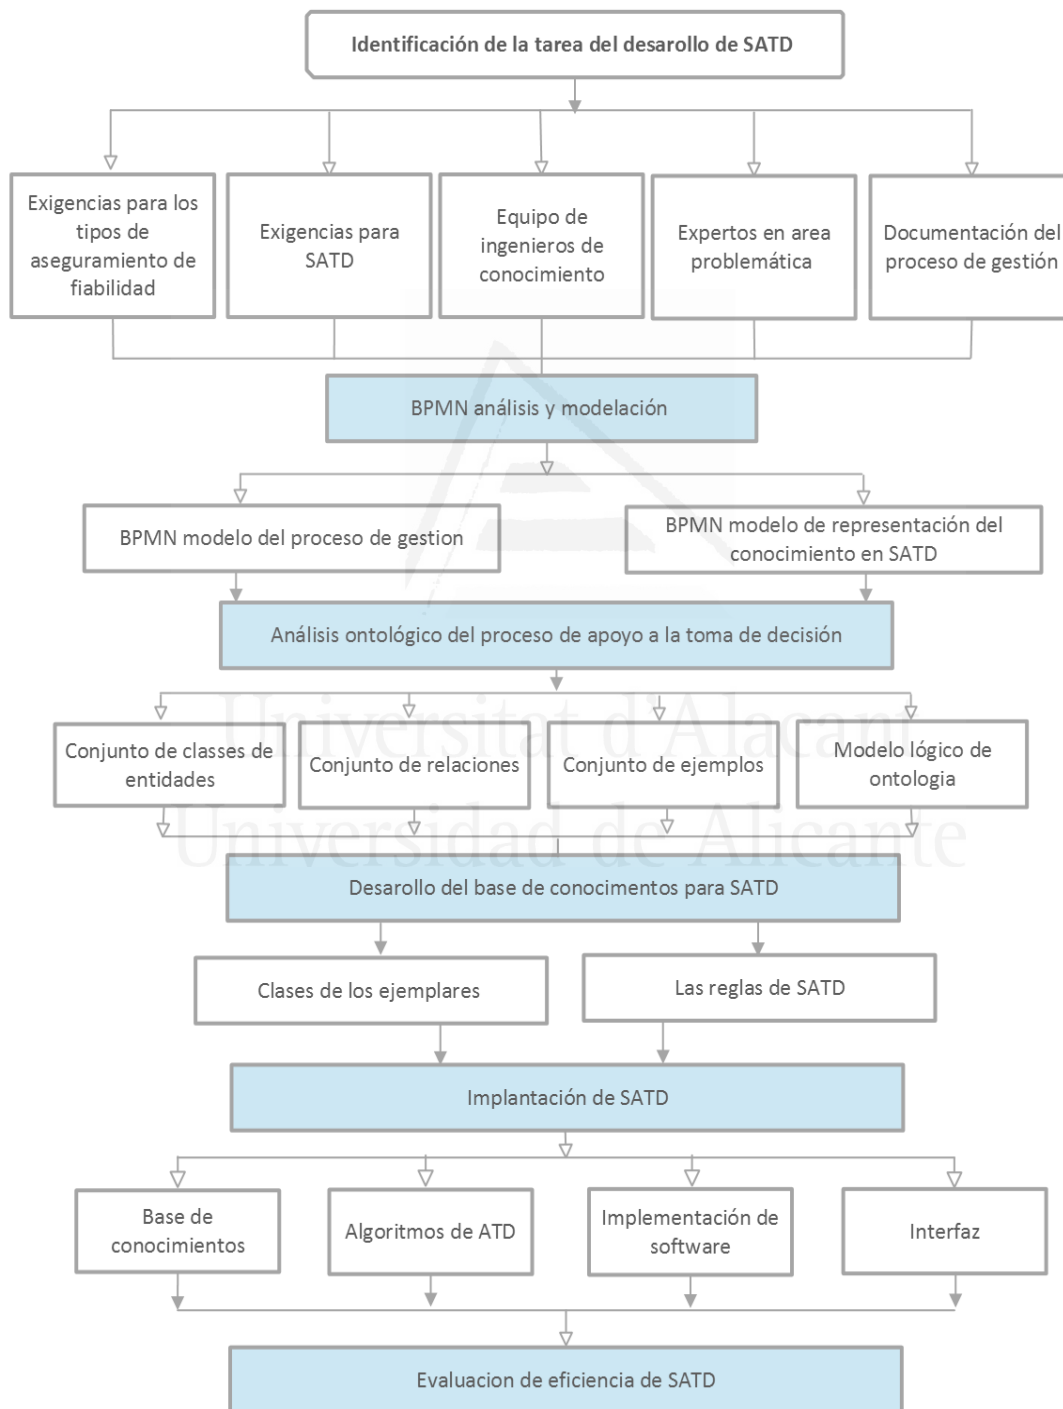 Identificación de la tarea del desarollo de SATD
Exigencias para los
tipos de
aseguramiento de
fiabilidad
Exigencias para
SATD
Equipo de
ingenieros de
conocimiento
Expertos en area
problemática
Documentación del
proceso de gestión
BPMN análisis y modelación
BPMN modelo del proceso de gestion
BPMN modelo de representación del
conocimiento en SATD
Análisis ontológico del proceso de apoyo a la toma de decisión
Universitat d'Alacant
Conjunto de classes de
entidades
Conjunto de relaciones
Conjunto de ejemplos
Modelo lógico de
ontologia
Universidad de Alicante
Desarollo del base de conocimentos para SATD
Clases de los ejemplares
Las reglas de SATD
Implantación de SATD
Base de
conocimientos
Algoritmos de ATD
Implementación de
software
Interfaz
Evaluacion de eficiencia de SATD